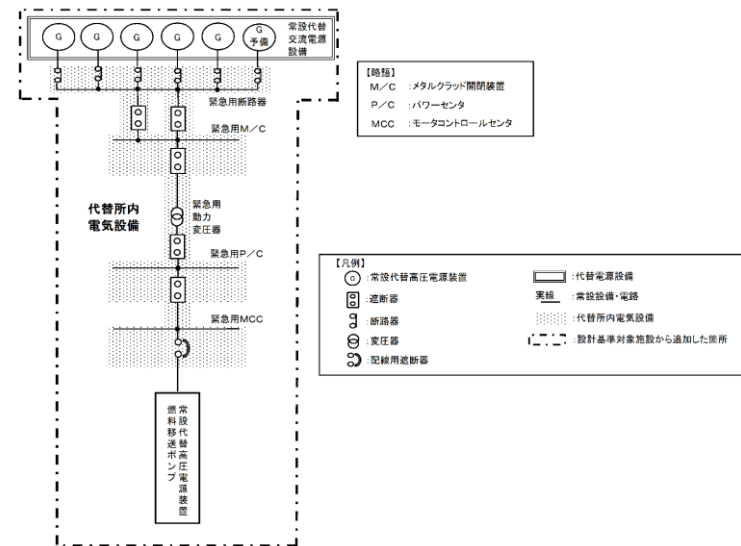 G G G G G G
予備
常設代替
交流電源
設備
緊急用断路器
緊急用M/C
緊急用
動力
変圧器
代替所内
電気設備
緊急用P/C
緊急用MCC
常設代替高圧電源装置
燃料移送ポンプ
【略語】
M/C :メタルクラッド開閉装置
P/C :パワーセンタ
MCC :モータコントロールセンタ
【凡例】
G :常設代替高圧電源装置
:遮断器
:断路器
:変圧器
:配線用遮断器
:代替電源設備
実線 :常設設備・電路
:代替所内電気設備
:設計基準対象施設から追加した箇所